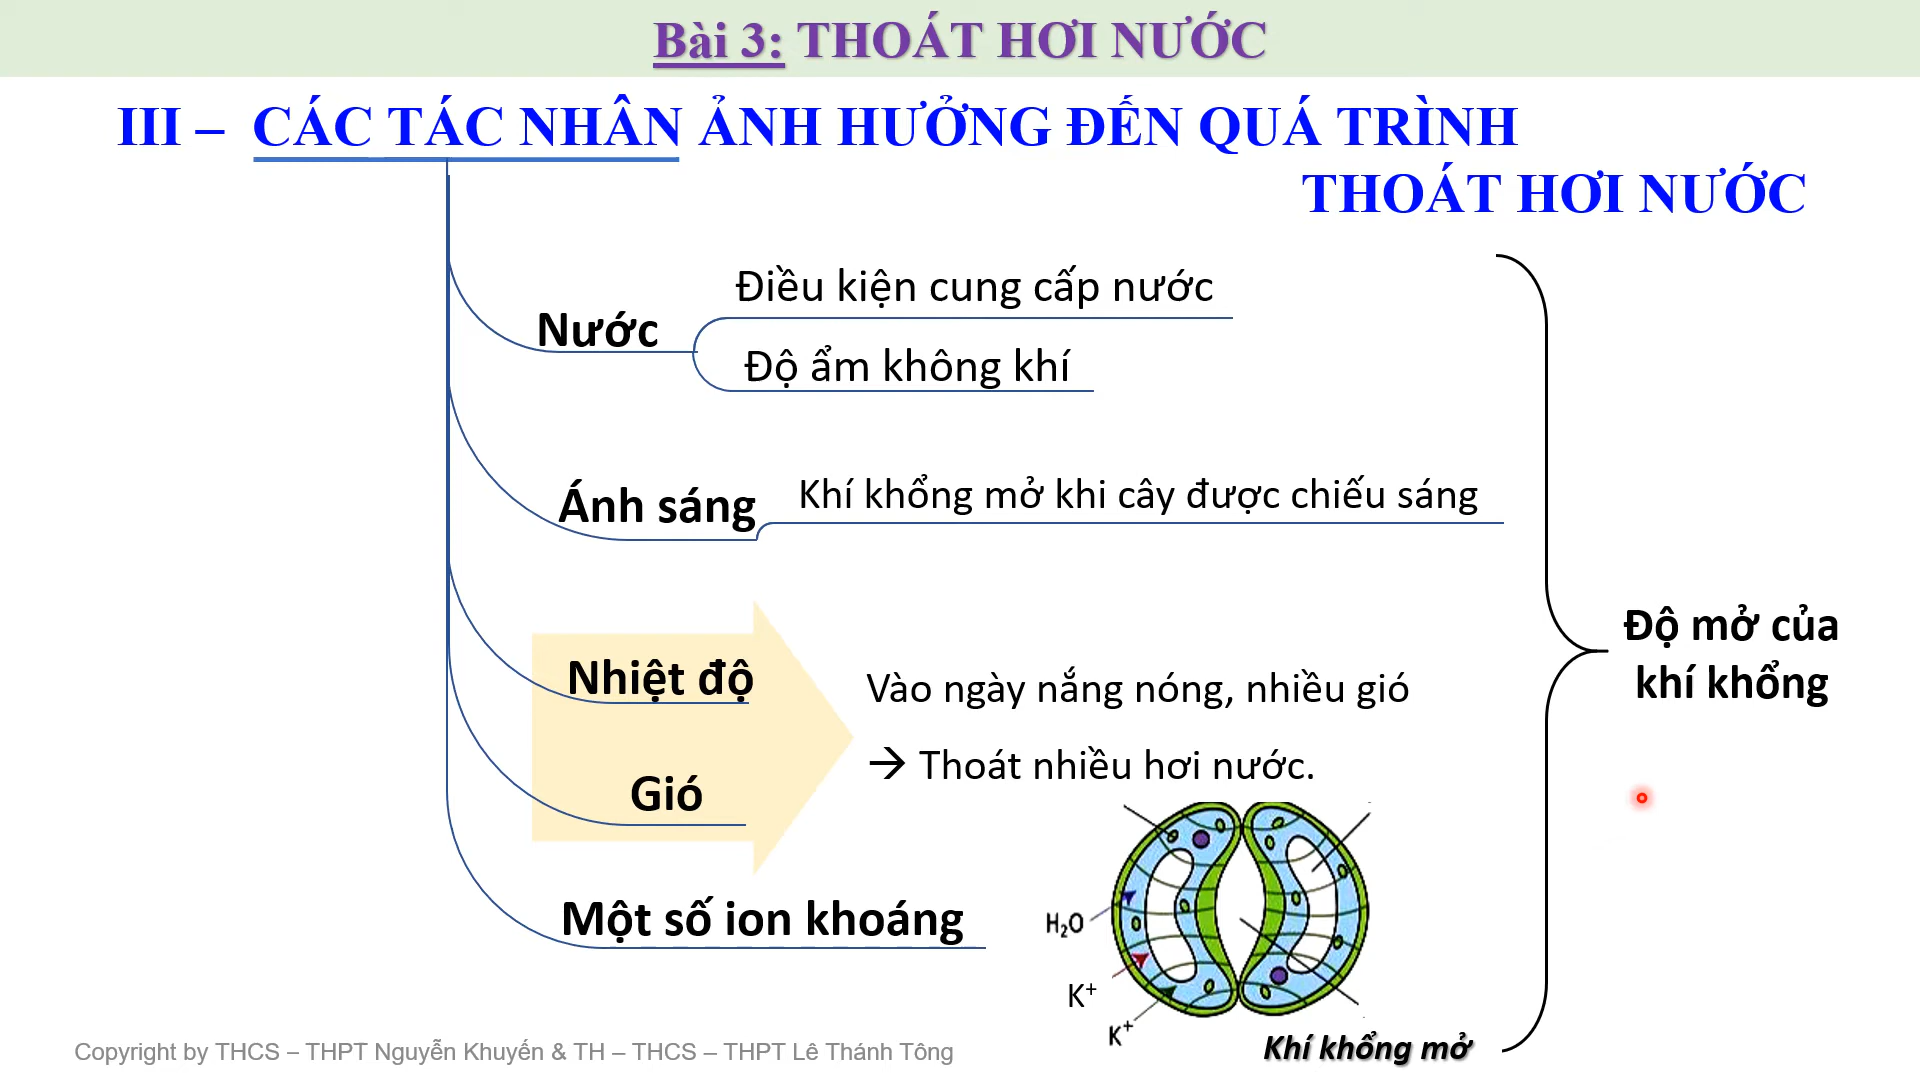 Bài 3: THOÁT HƠI NƯỚC
III – CÁC TÁC NHÂN ẢNH HƯỞNG ĐẾN QUÁ TRÌNH
THOÁT HƠI NƯỚC
Nước
Điều kiện cung cấp nước
Độ ẩm không khí
Ánh sáng
Khí khổng mở khi cây được chiếu sáng
Nhiệt độ
Gió
Vào ngày nắng nóng, nhiều gió
→ Thoát nhiều hơi nước.
Một số ion khoáng
H₂O
K⁺
K⁺
Khí khổng mở
Độ mở của
khí khổng
Copyright by THCS – THPT Nguyễn Khuyến & TH – THCS – THPT Lê Thánh Tông